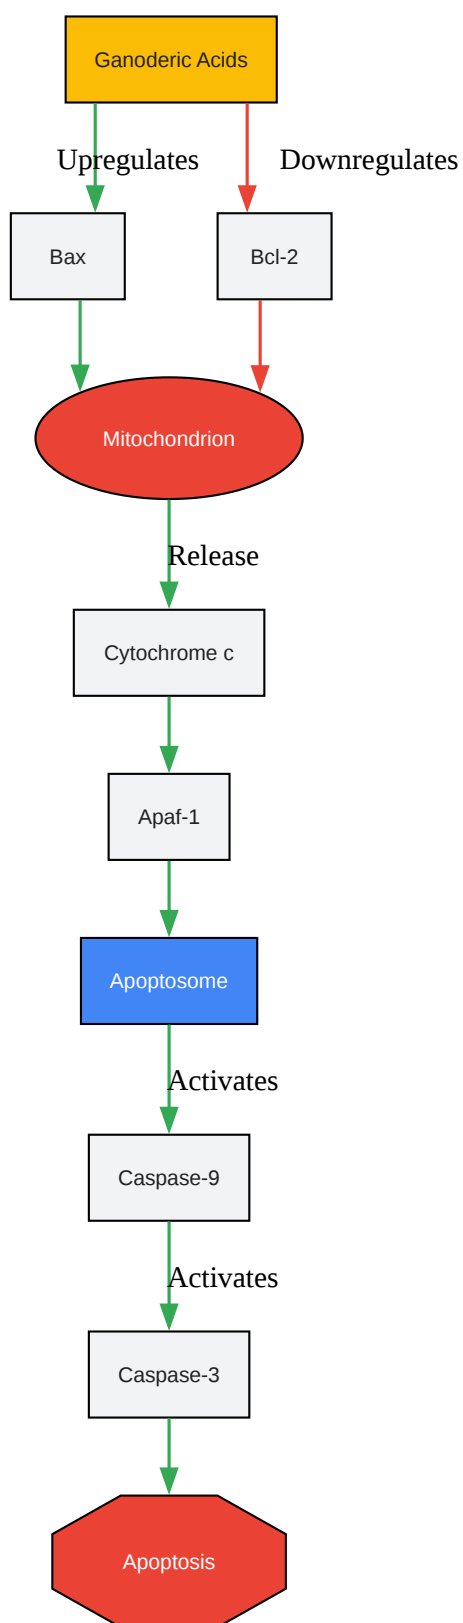 Ganoderic Acids
Upregulates
Downregulates
Bax
Bcl-2
Mitochondrion
Release
Cytochrome c
Apaf-1
Apoptosome
Activates
Caspase-9
Activates
Caspase-3
Apoptosis